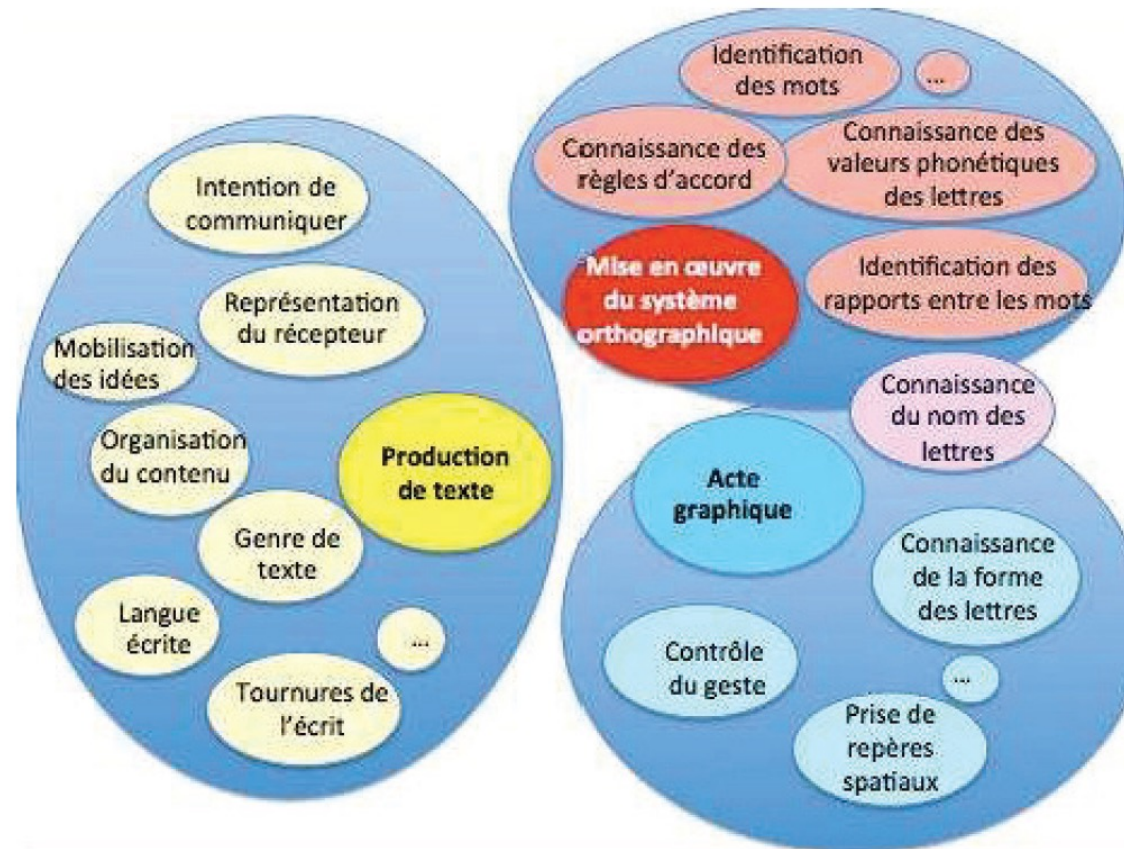 Intention de
communiquer
Représentation
du récepteur
Mobilisation
des idées
Organisation
du contenu
Production
de texte
Genre de
texte
Langue
écrite
...
Tournures de
l'écrit
Identification
des mots
...
Connaissance des
règles d'accord
Connaissance des
valeurs phonétiques
des lettres
Mise en œuvre
du système
orthographique
Identification des
rapports entre les mots
Connaissance
du nom des
lettres
Acte
graphique
Connaissance
de la forme
des lettres
Contrôle
du geste
...
Prise de
repères
spatiaux